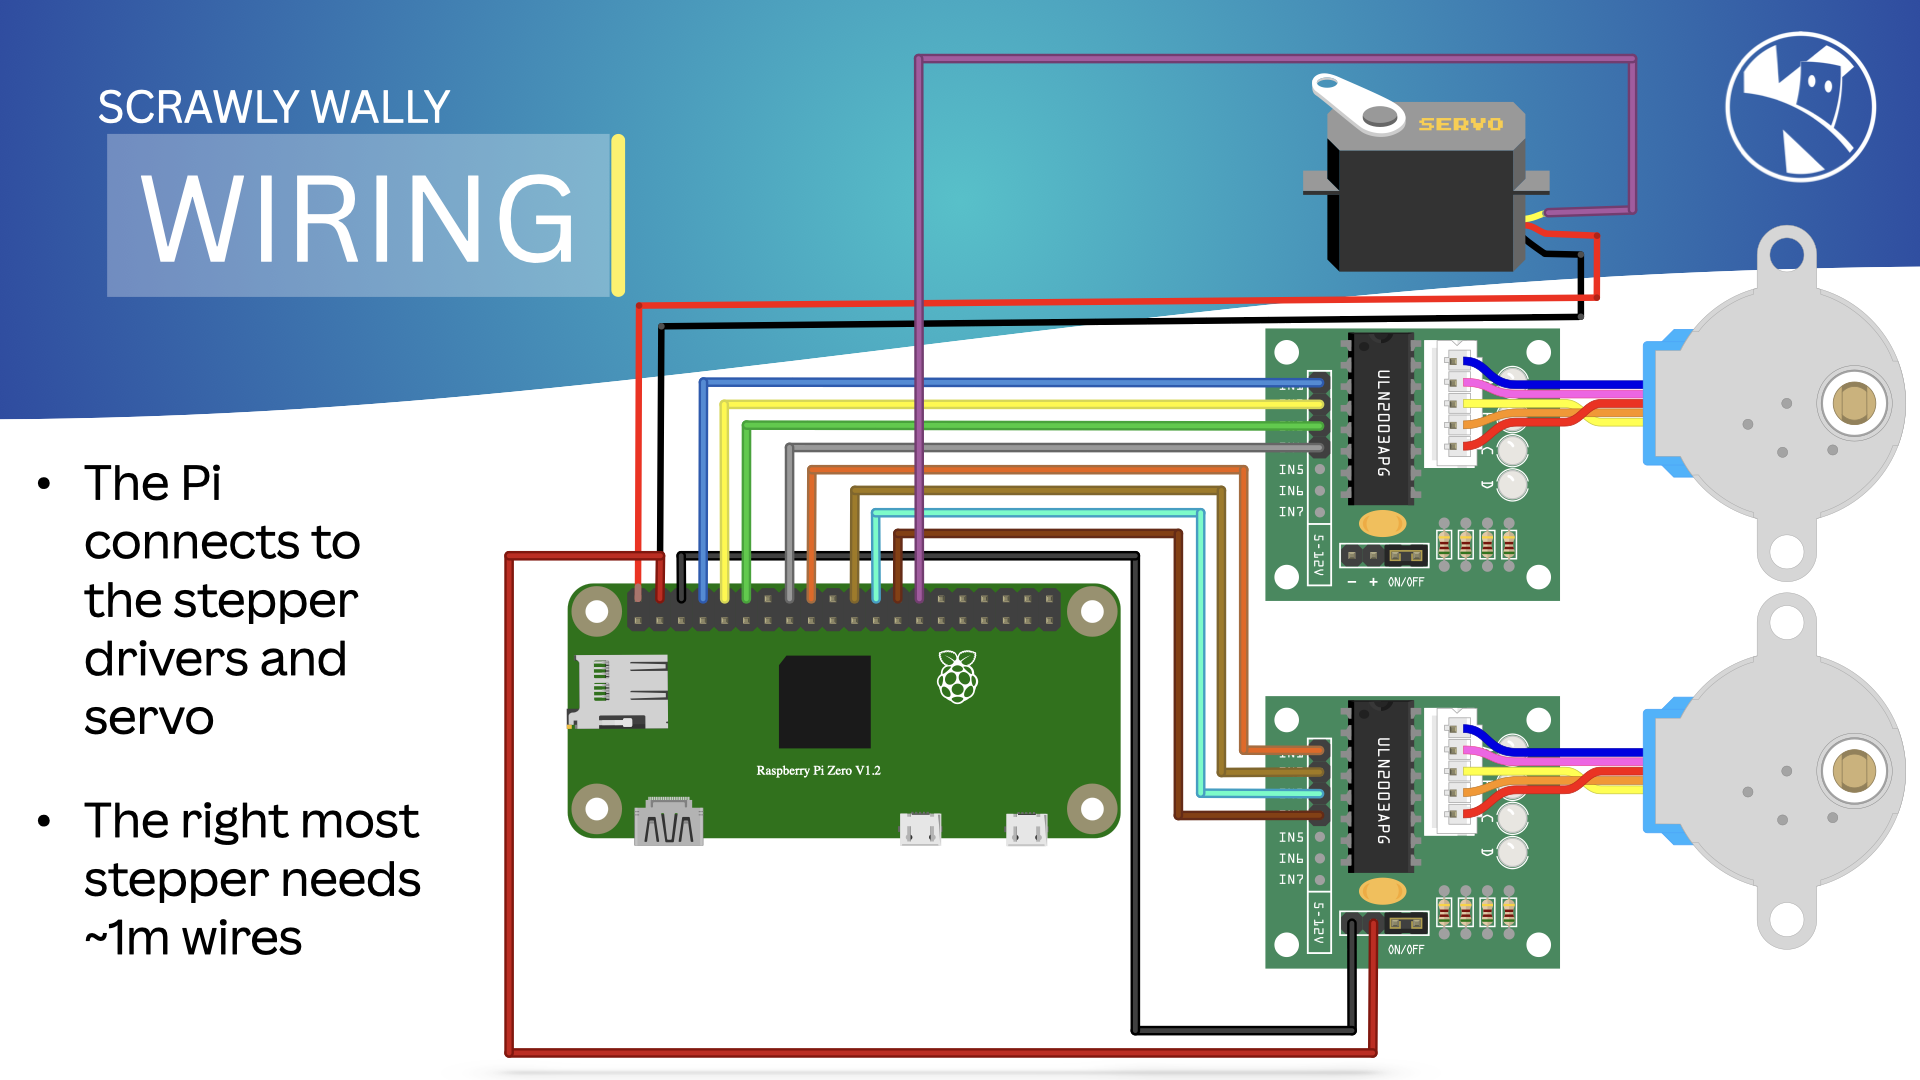 SCRAWLY WALLY
WIRING
• The Pi
connects to
the stepper
drivers and
servo
• The right most
stepper needs
~1m wires
SERVO
ULN2003APG
IN5
IN6
IN7
5-12V
C
D
- + ON/OFF
Raspberry Pi Zero V1.2
ULN2003APG
IN5
IN6
IN7
5-12V
C
D
ON/OFF